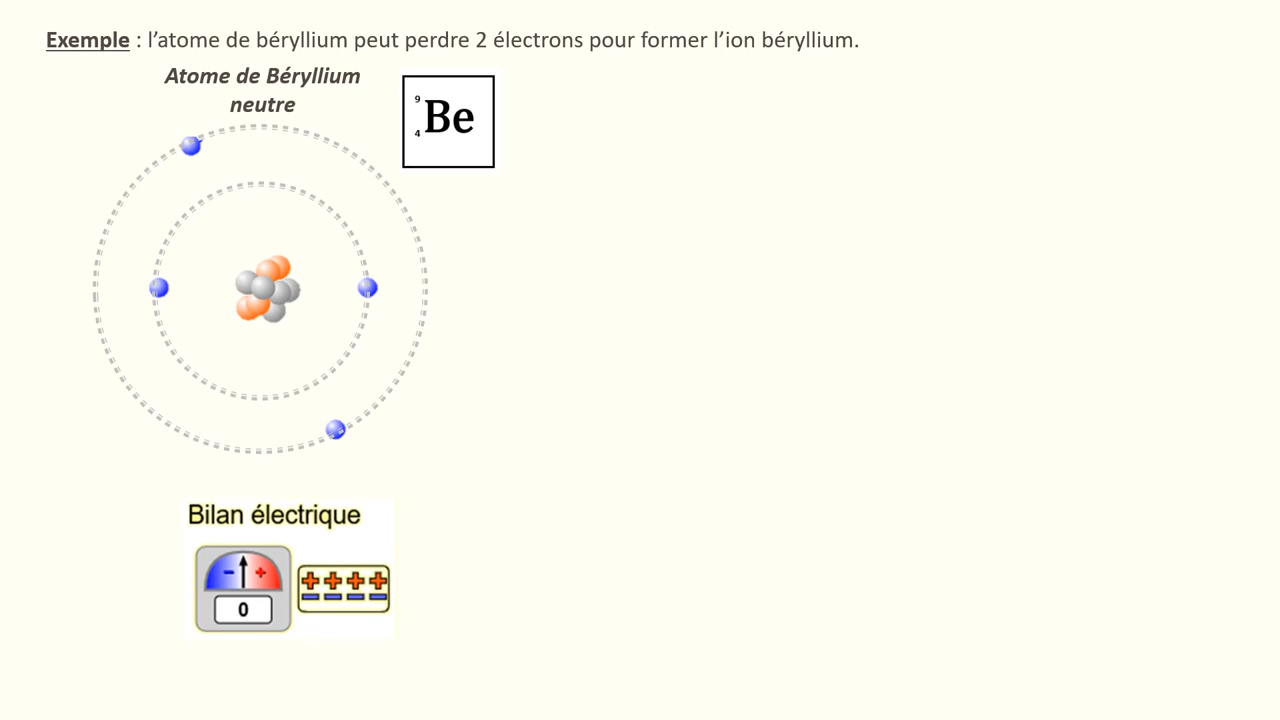 Exemple : l’atome de béryllium peut perdre 2 électrons pour former l’ion béryllium.
Atome de Béryllium
neutre
9
4
Be
Bilan électrique
- +
+ + + +
- - - -
0